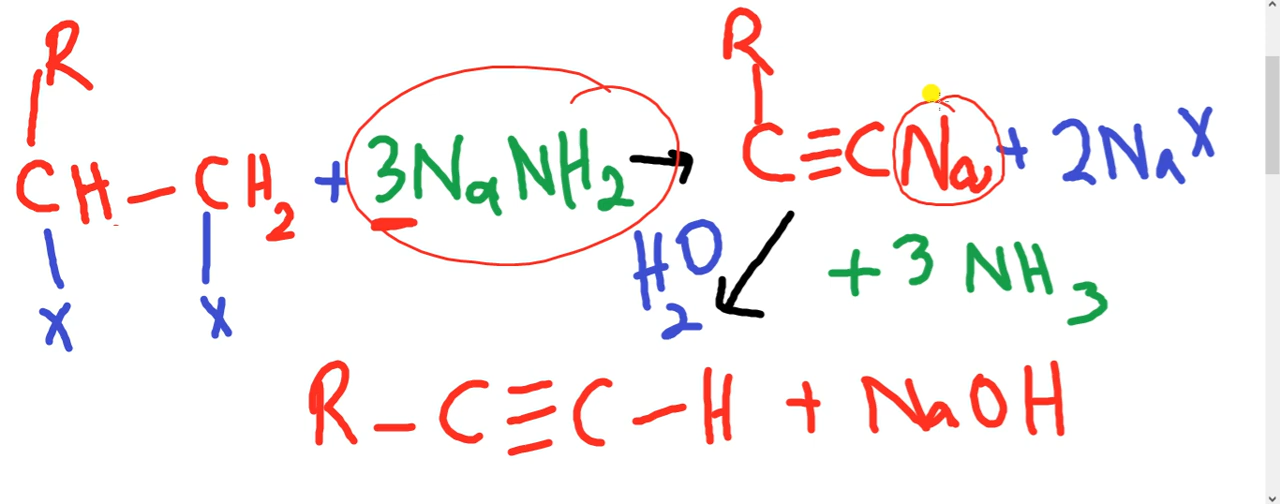 R R
CH – CH2 + 3NaNH2 → C≡CNa + 2NaX
X X H2O + 3 NH3
R – C≡C – H + NaOH